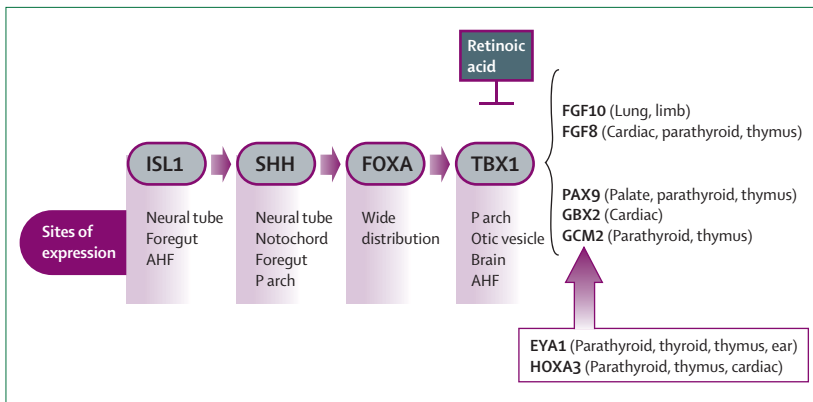 Retinoic
acid
FGF10 (Lung, limb)
FGF8 (Cardiac, parathyroid, thymus)
ISL1
SHH
FOXA
TBX1
PAX9 (Palate, parathyroid, thymus)
GBX2 (Cardiac)
GCM2 (Parathyroid, thymus)
Sites of
expression
Neural tube
Foregut
AHF
Neural tube
Notochord
Foregut
P arch
Wide
distribution
P arch
Otic vesicle
Brain
AHF
EYA1 (Parathyroid, thyroid, thymus, ear)
HOXA3 (Parathyroid, thymus, cardiac)